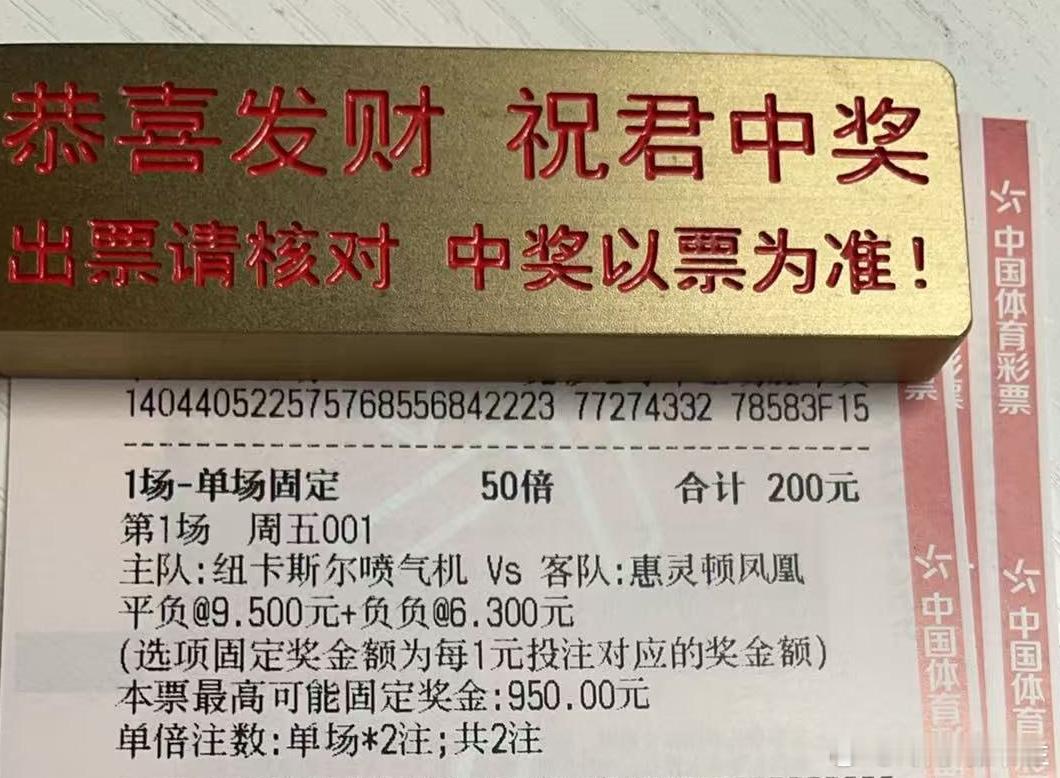 恭喜发财 祝君中奖
出票请核对 中奖以票为准!
14044052257576855684​2223 77274332 78583F15
1场-单场固定 50倍 合计 200元
第1场 周五001
主队:纽卡斯尔喷气机 Vs 客队:惠灵顿凤凰
平负@9.500元+负负@6.300元
(选项固定奖金额为每1元投注对应的奖金额)
本票最高可能固定奖金:950.00元
单倍注数:单场*2注;共2注
中国体育彩票
票
票
中国体育
中国体育